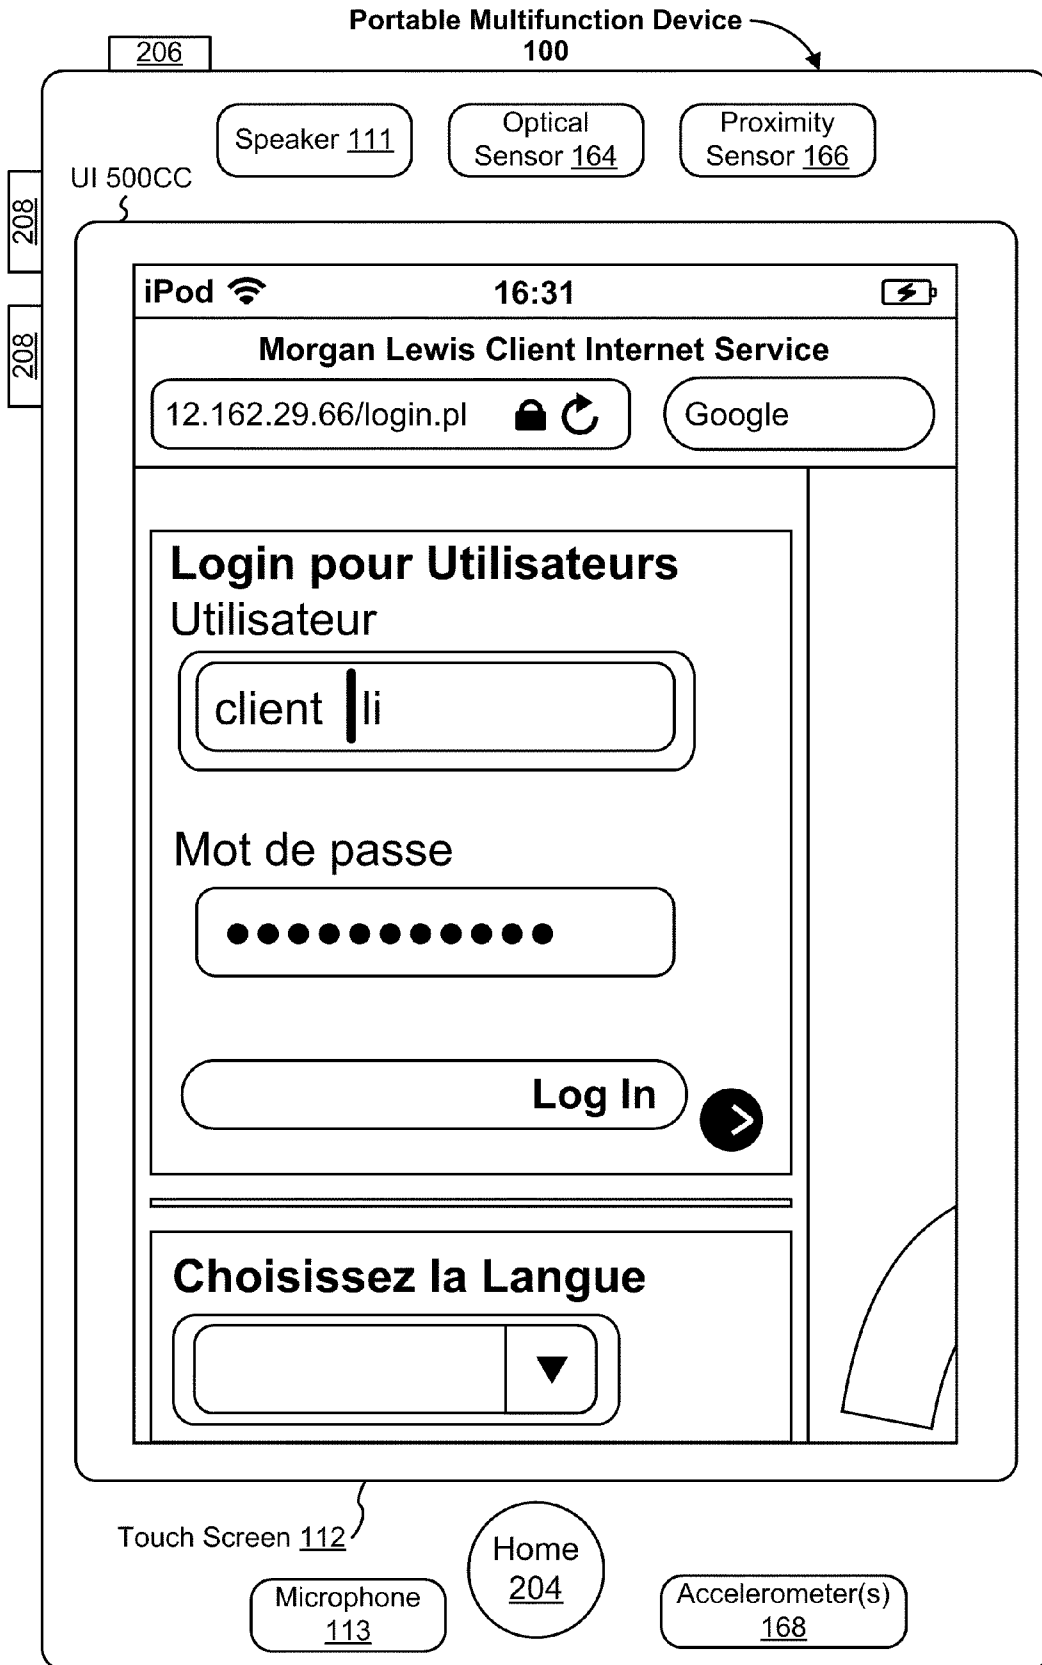 Portable Multifunction Device
100
206
Speaker 111
Optical
Sensor 164
Proximity
Sensor 166
UI 500CC
208
208
iPod
16:31
Morgan Lewis Client Internet Service
12.162.29.66/login.pl
Google
Login pour Utilisateurs
Utilisateur
client li
Mot de passe
Log In
Choisissez la Langue
Touch Screen 112
Home
204
Microphone
113
Accelerometer(s)
168